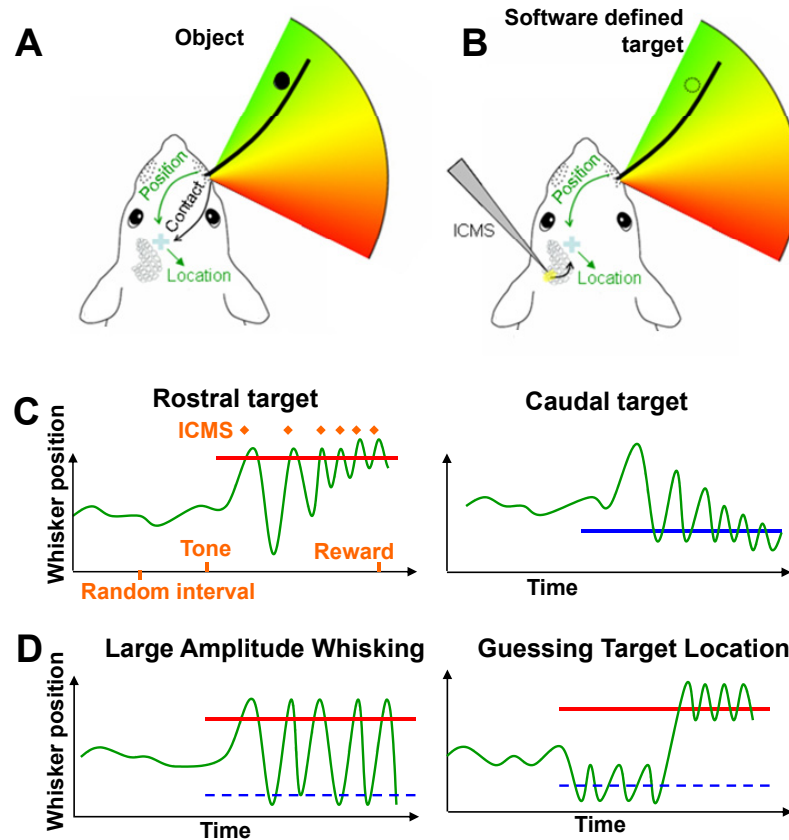 A
Object
Position
Contact
Location
B
Software defined
target
Position
ICMS
Location
C
Rostral target
ICMS
Whisker position
Tone
Reward
Random interval
Caudal target
Time
D
Large Amplitude Whisking
Whisker position
Time
Guessing Target Location
Time